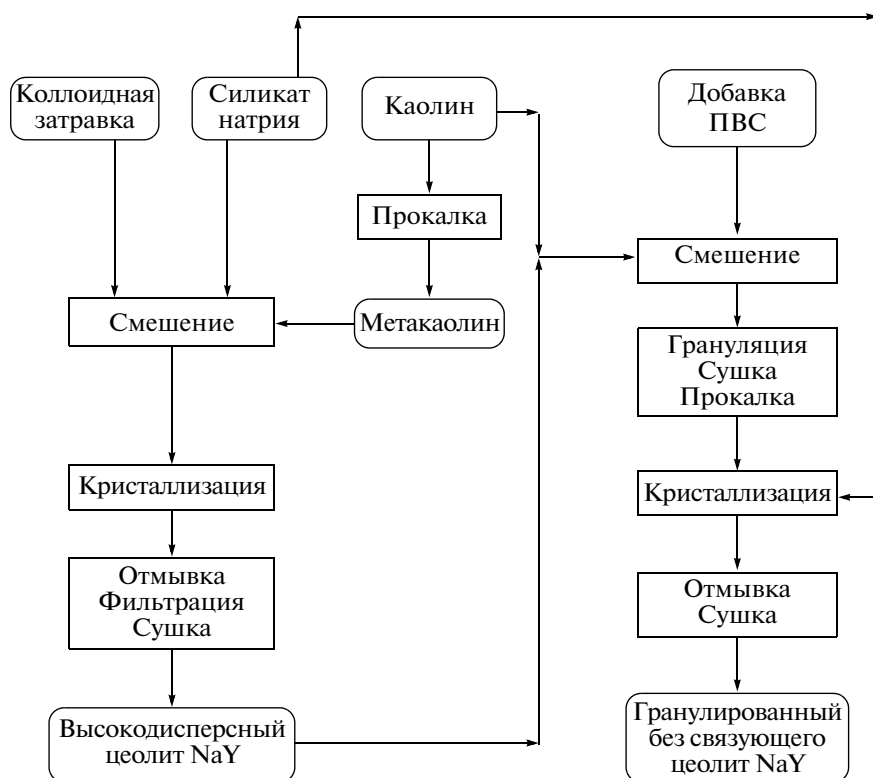 Коллоидная
затравка
Силикат
натрия
Каолин
Добавка
ПВС
Прокалка
Смешение
Смешение
Метакаолин
Грануляция
Сушка
Прокалка
Кристаллизация
Кристаллизация
Отмывка
Фильтрация
Сушка
Отмывка
Сушка
Высокодисперсный
цеолит NaY
Гранулированный
без связующего
цеолит NaY